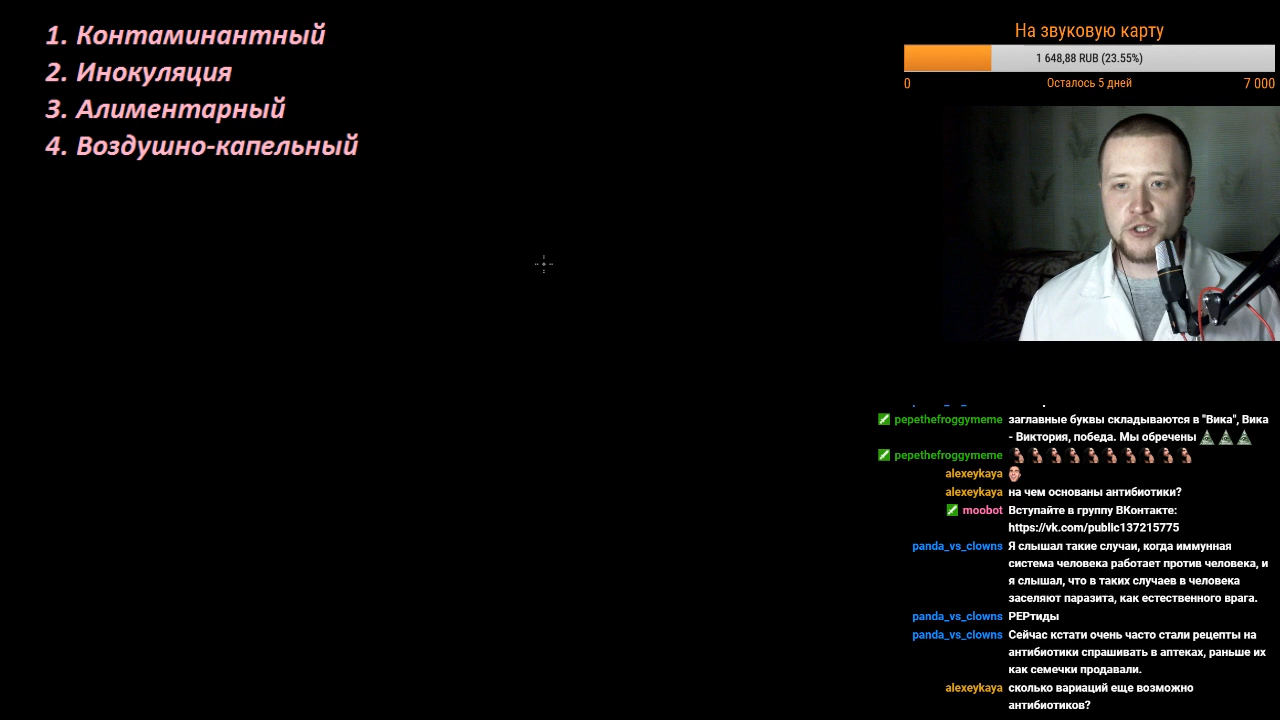 1. Контаминантный
2. Инокуляция
3. Алиментарный
4. Воздушно-капельный
На звуковую карту
1 648,88 RUB (23.55%)
0 Осталось 5 дней 7 000
pepethefroggymeme заглавные буквы складываются в "Вика", Вика
- Виктория, победа. Мы обречены
pepethefroggymeme
alexeykaya
alexeykaya на чем основаны антибиотики?
moobot Вступайте в группу ВКонтакте:
https://vk.com/public137215775
panda_vs_clowns Я слышал такие случаи, когда иммунная
система человека работает против человека, и
я слышал, что в таких случаев в человека
заселяют паразита, как естественного врага.
panda_vs_clowns PEPтиды
panda_vs_clowns Сейчас кстати очень часто стали рецепты на
антибиотики спрашивать в аптеках, раньше их
как семечки продавали.
alexeykaya сколько вариаций еще возможно
антибиотиков?